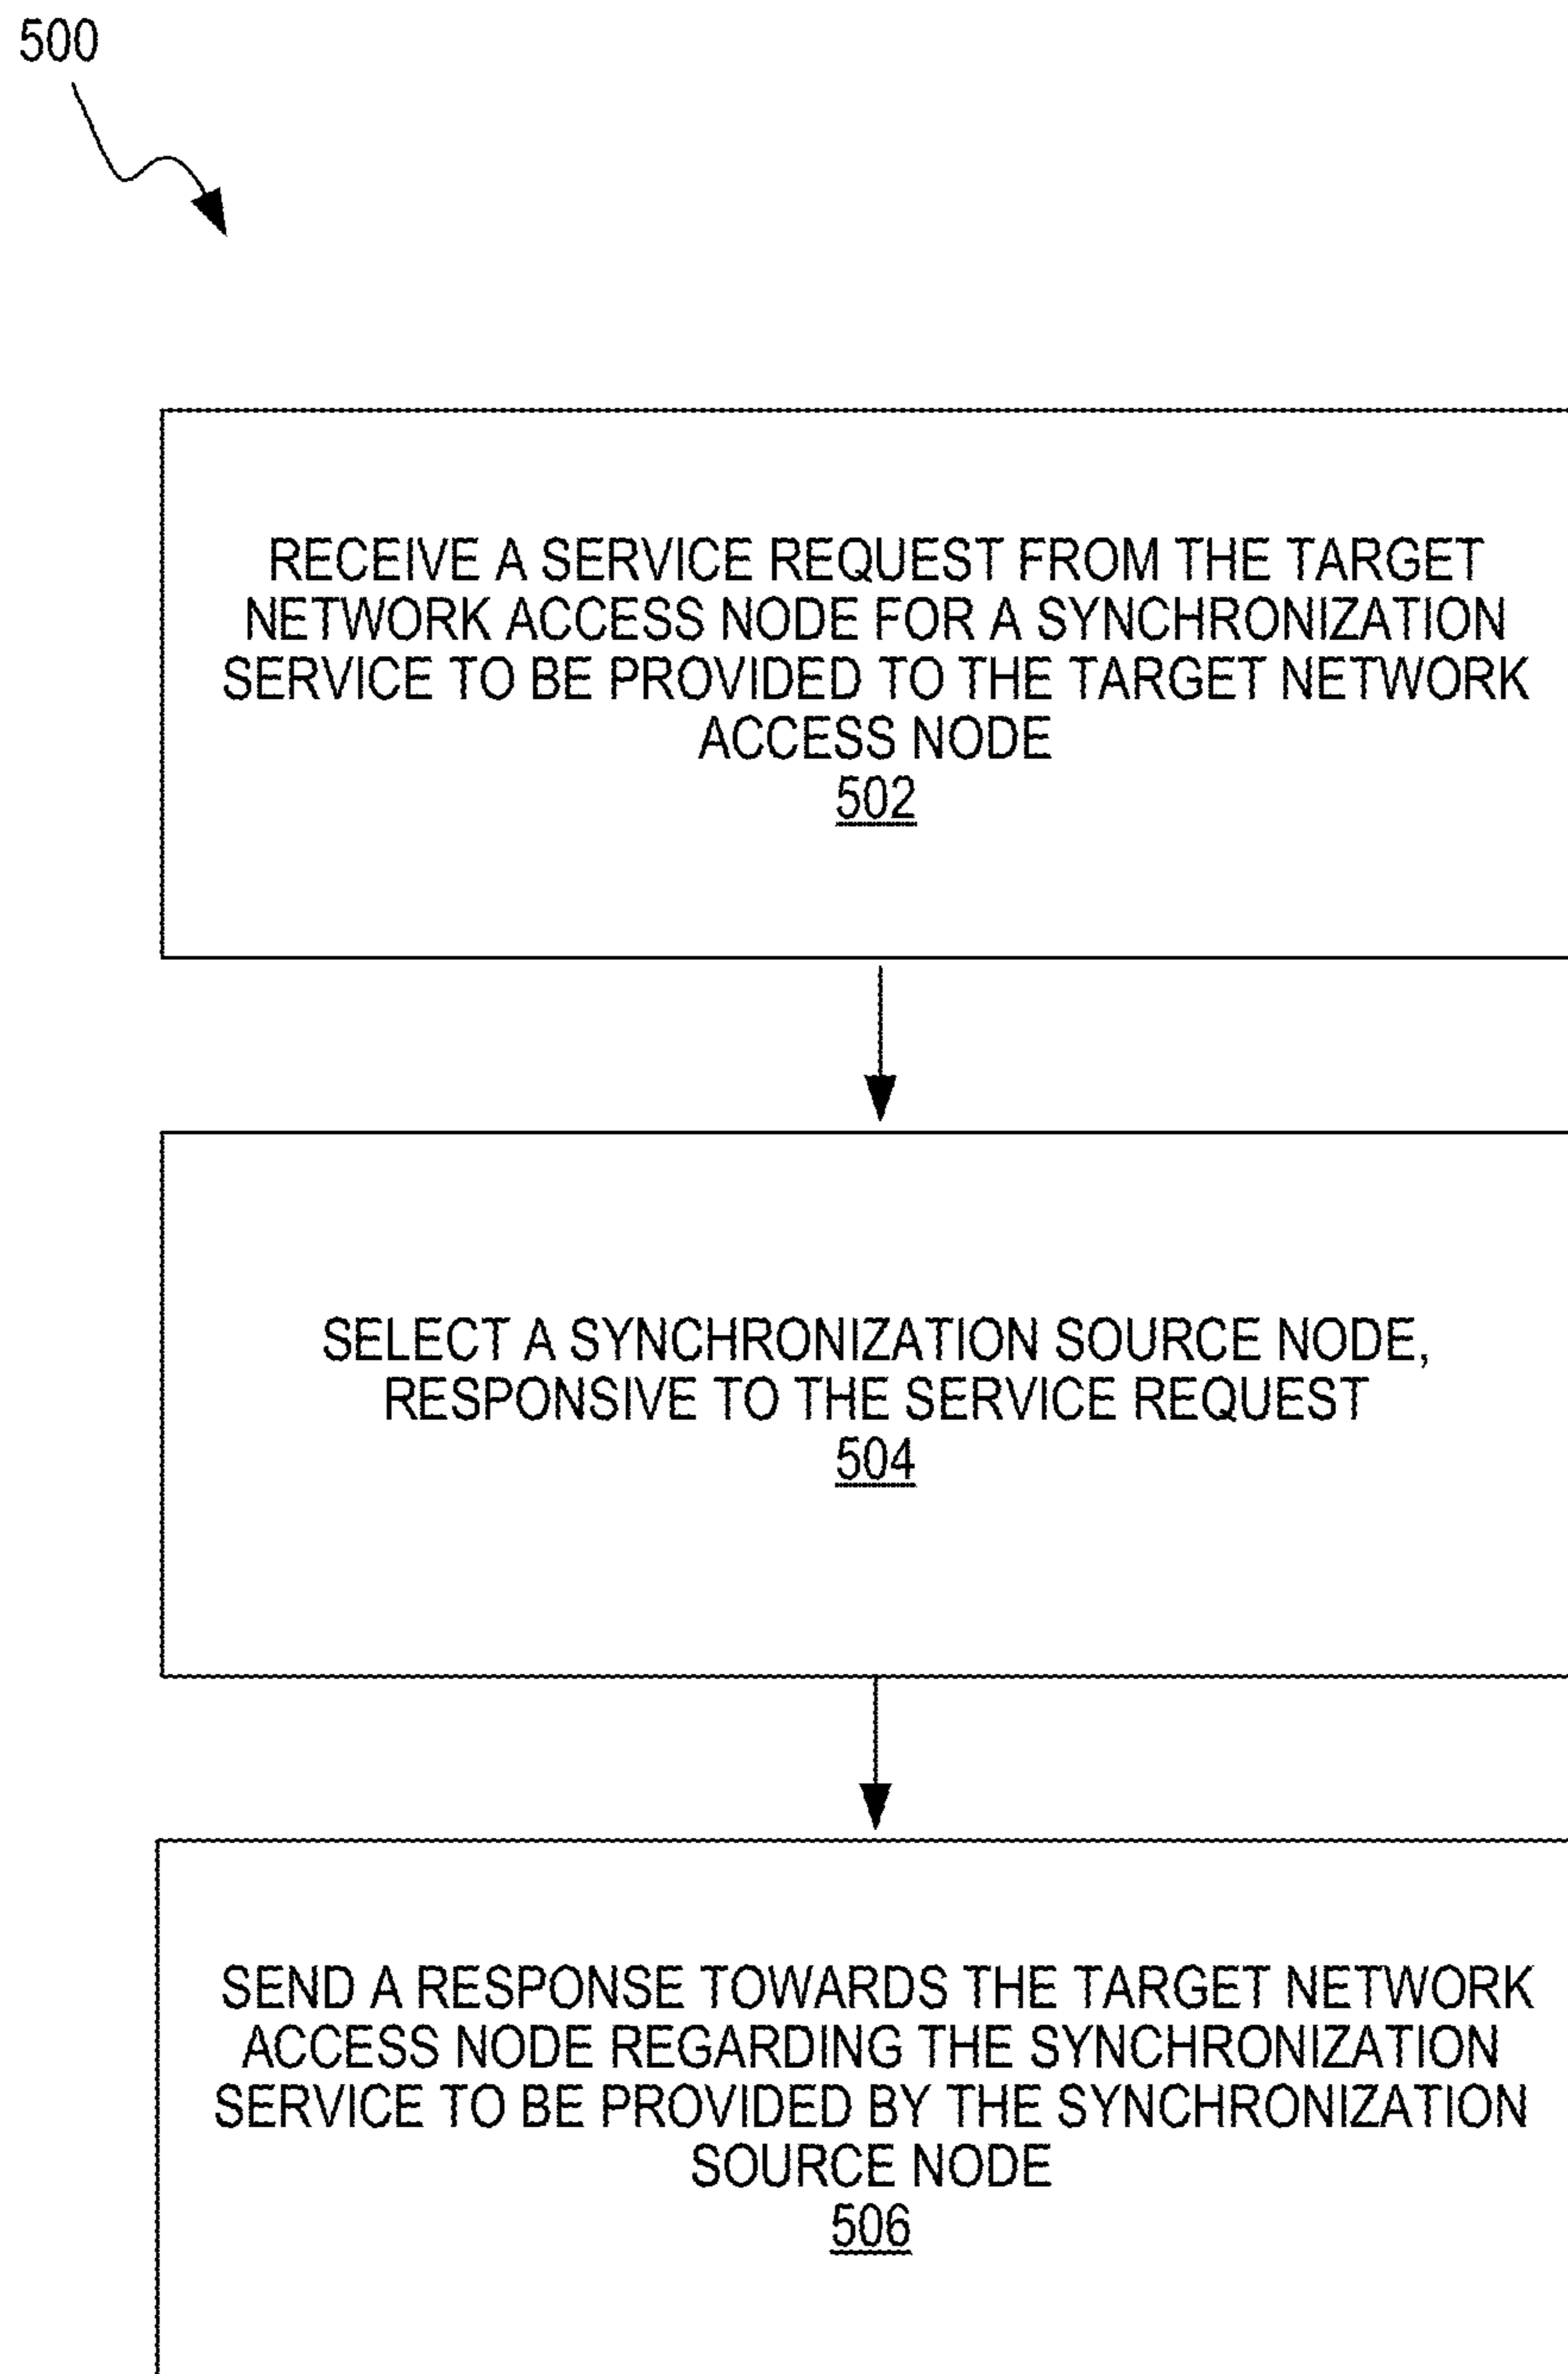 500
RECEIVE A SERVICE REQUEST FROM THE TARGET
NETWORK ACCESS NODE FOR A SYNCHRONIZATION
SERVICE TO BE PROVIDED TO THE TARGET NETWORK
ACCESS NODE
502
SELECT A SYNCHRONIZATION SOURCE NODE,
RESPONSIVE TO THE SERVICE REQUEST
504
SEND A RESPONSE TOWARDS THE TARGET NETWORK
ACCESS NODE REGARDING THE SYNCHRONIZATION
SERVICE TO BE PROVIDED BY THE SYNCHRONIZATION
SOURCE NODE
506